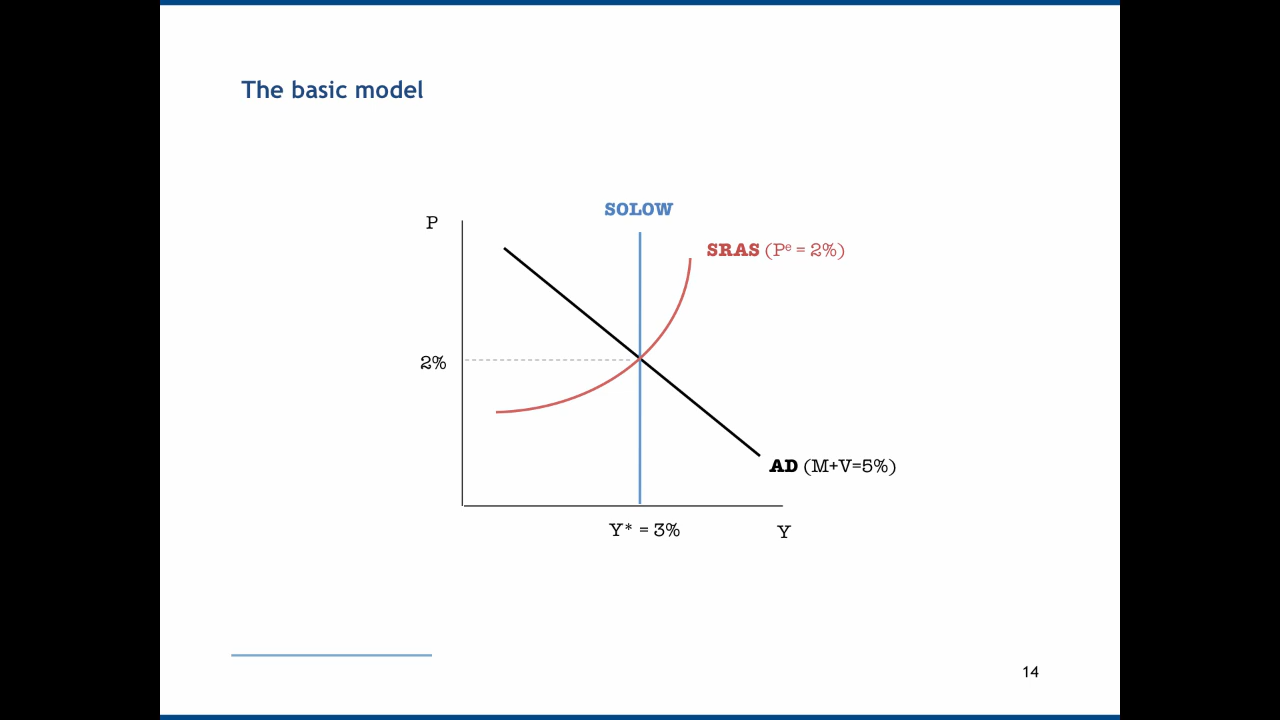 The basic model
SOLOW
P
SRAS (Pᵉ = 2%)
2%
AD (M+V=5%)
Y* = 3%
Y
14